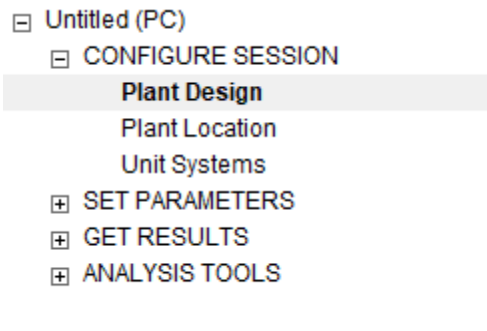 Untitled (PC)
CONFIGURE SESSION
Plant Design
Plant Location
Unit Systems
SET PARAMETERS
GET RESULTS
ANALYSIS TOOLS